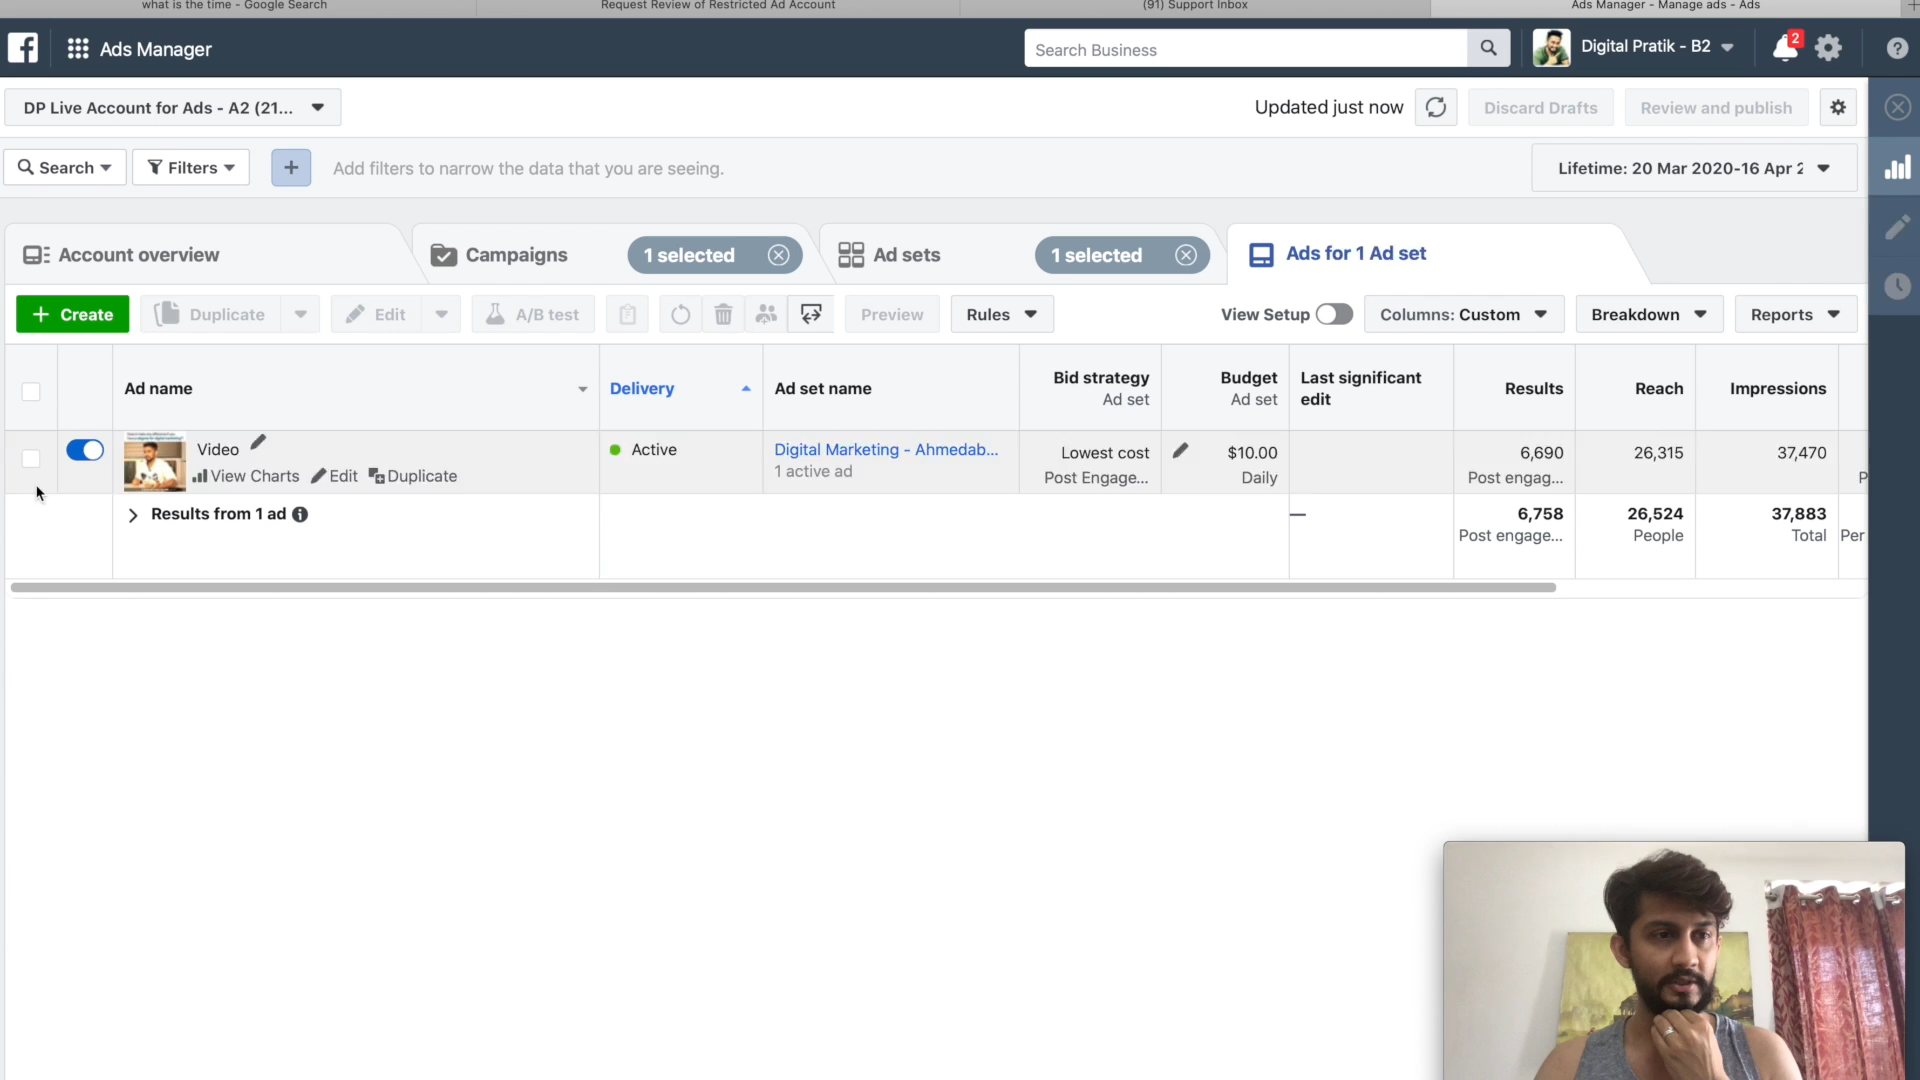 what is the time - Google Search
Request Review of Restricted Ad Account
(91) Support Inbox
Ads Manager - Manage ads - Ads
Ads Manager
Search Business
Digital Pratik - B2
2
DP Live Account for Ads - A2 (21...
Updated just now
Discard Drafts
Review and publish
Search
Filters
Add filters to narrow the data that you are seeing.
Lifetime: 20 Mar 2020-16 Apr 2
Account overview
Campaigns
1 selected
Ad sets
1 selected
Ads for 1 Ad set
+ Create
Duplicate
Edit
A/B test
Preview
Rules
View Setup
Columns: Custom
Breakdown
Reports
Ad name
Delivery
Ad set name
Bid strategy
Ad set
Budget
Ad set
Last significant
edit
Results
Reach
Impressions
Video
View Charts
Edit
Duplicate
Active
Digital Marketing - Ahmedab...
1 active ad
Lowest cost
Post Engage...
$10.00
Daily
6,690
Post engag...
26,315
37,470
P
Results from 1 ad
—
6,758
Post engage...
26,524
People
37,883
Total
Per